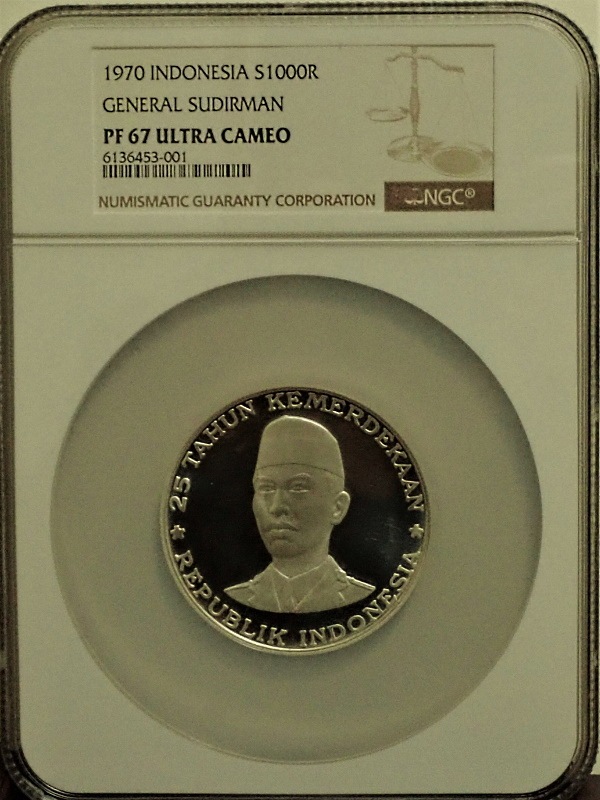 1970 INDONESIA S1000R
GENERAL SUDIRMAN
PF 67 ULTRA CAMEO
6136453-001
NUMISMATIC GUARANTY CORPORATION
NGC®
25 TAHUN KEMERDEKAAN
* REPUBLIK INDONESIA *